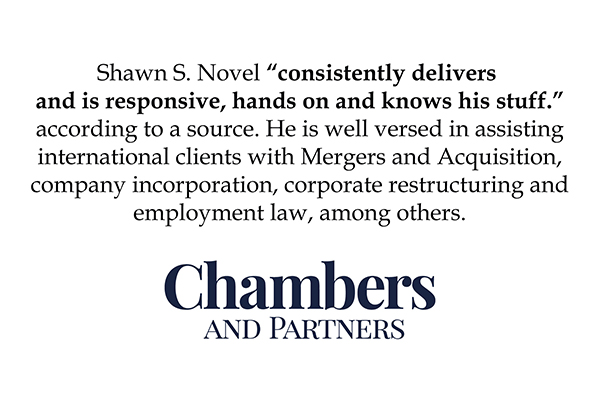 Shawn S. Novel “consistently delivers
and is responsive, hands on and knows his stuff.”
according to a source. He is well versed in assisting
international clients with Mergers and Acquisition,
company incorporation, corporate restructuring and
employment law, among others.
Chambers
AND PARTNERS